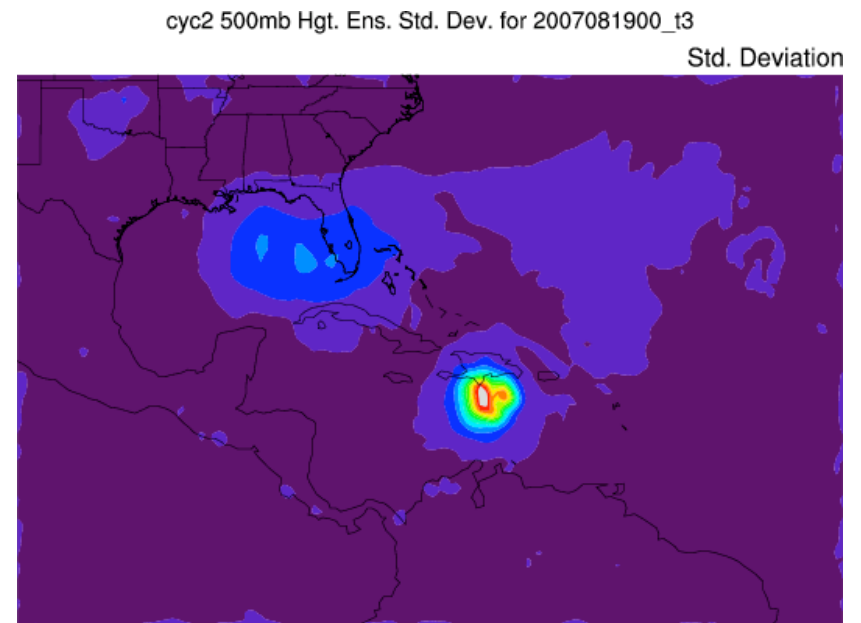 cyc2 500mb Hgt. Ens. Std. Dev. for 2007081900_t3
Std. Deviation